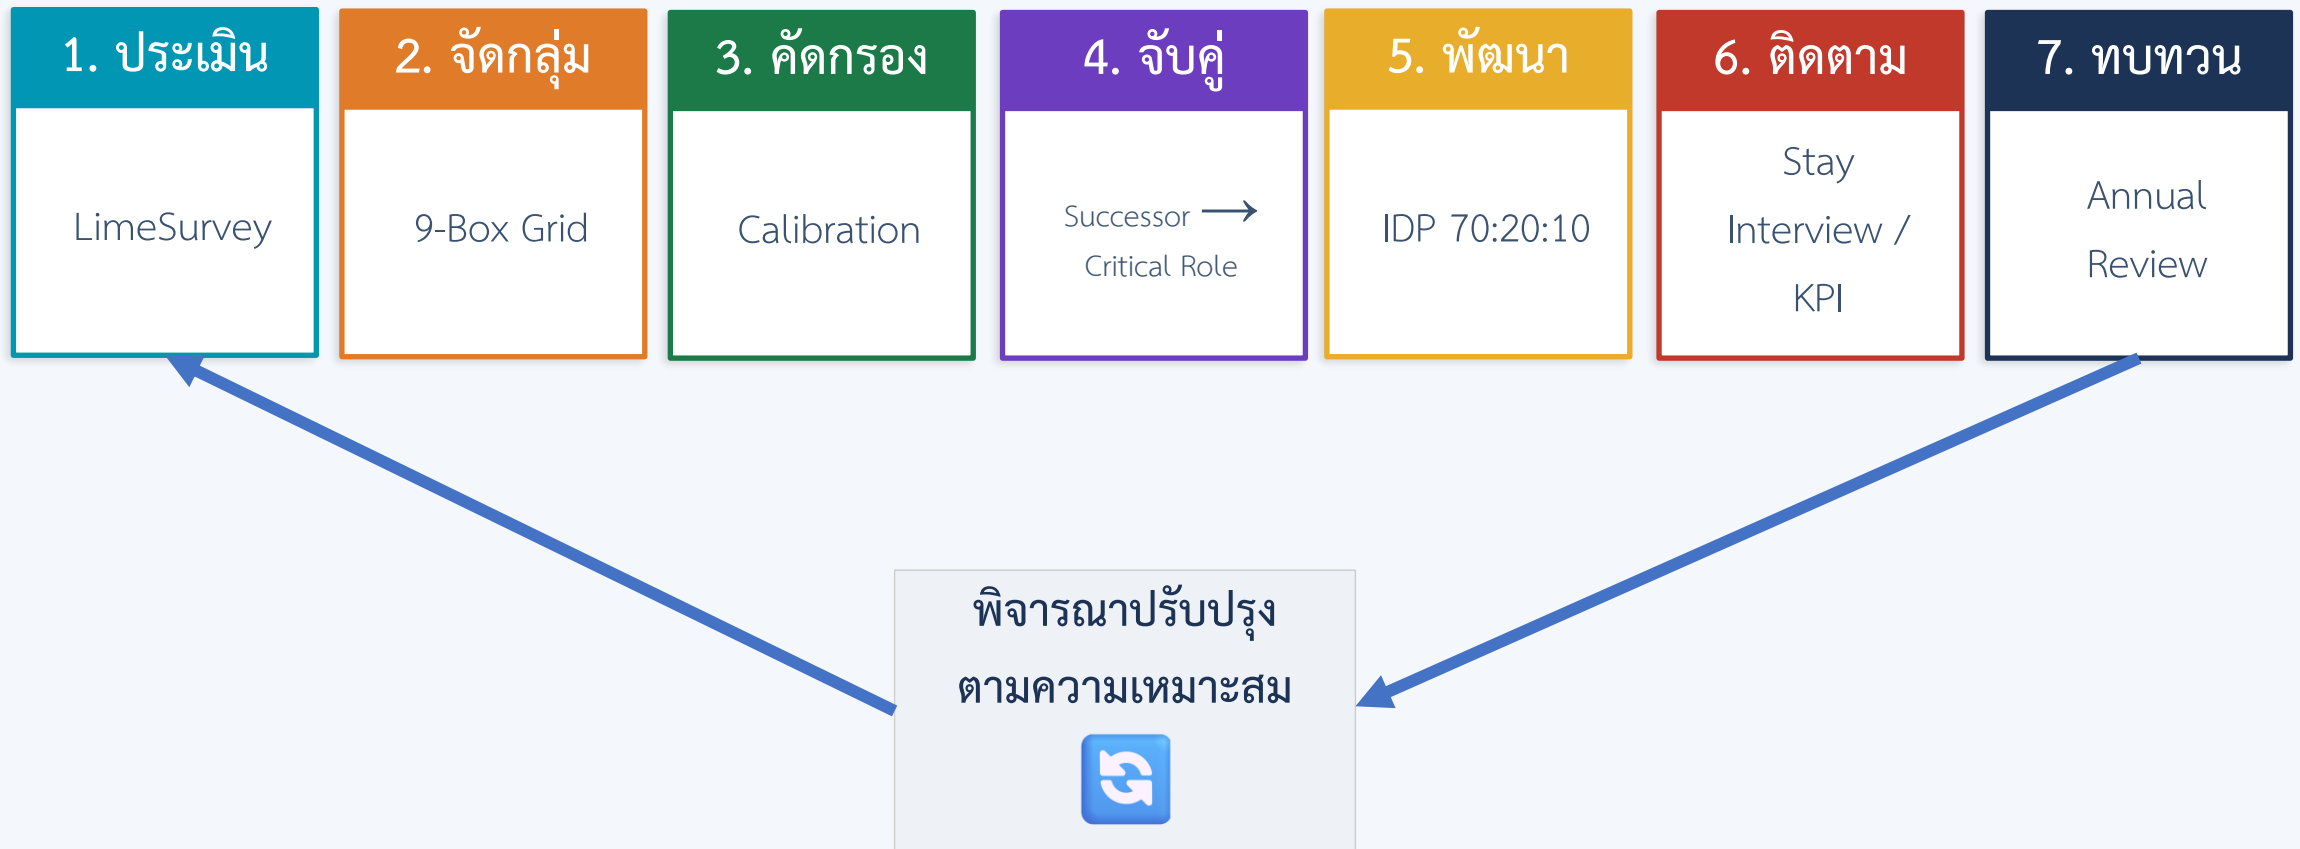 1. ประเมิน
LimeSurvey
2. จัดกลุ่ม
9-Box Grid
3. คัดกรอง
Calibration
4. จับคู่
Successor →
Critical Role
5. พัฒนา
IDP 70:20:10
6. ติดตาม
Stay
Interview /
KPI
7. ทบทวน
Annual
Review
พิจารณาปรับปรุง
ตามความเหมาะสม